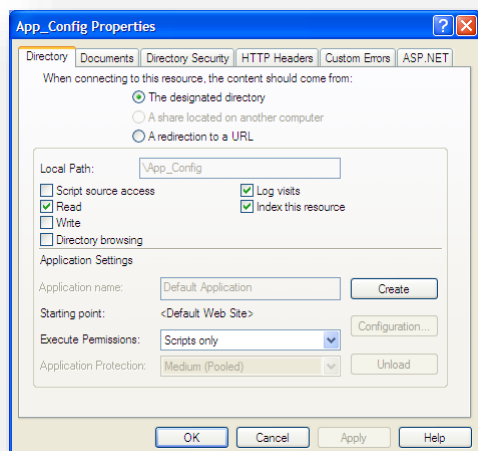 App_Config Properties
Directory Documents Directory Security HTTP Headers Custom Errors ASP.NET
When connecting to this resource, the content should come from:
The designated directory
A share located on another computer
A redirection to a URL
Local Path: \App_Config
Script source access Log visits
Read Index this resource
Write
Directory browsing
Application Settings
Application name: Default Application Create
Starting point: <Default Web Site>
Configuration...
Execute Permissions: Scripts only
Application Protection: Medium (Pooled) Unload
OK Cancel Apply Help